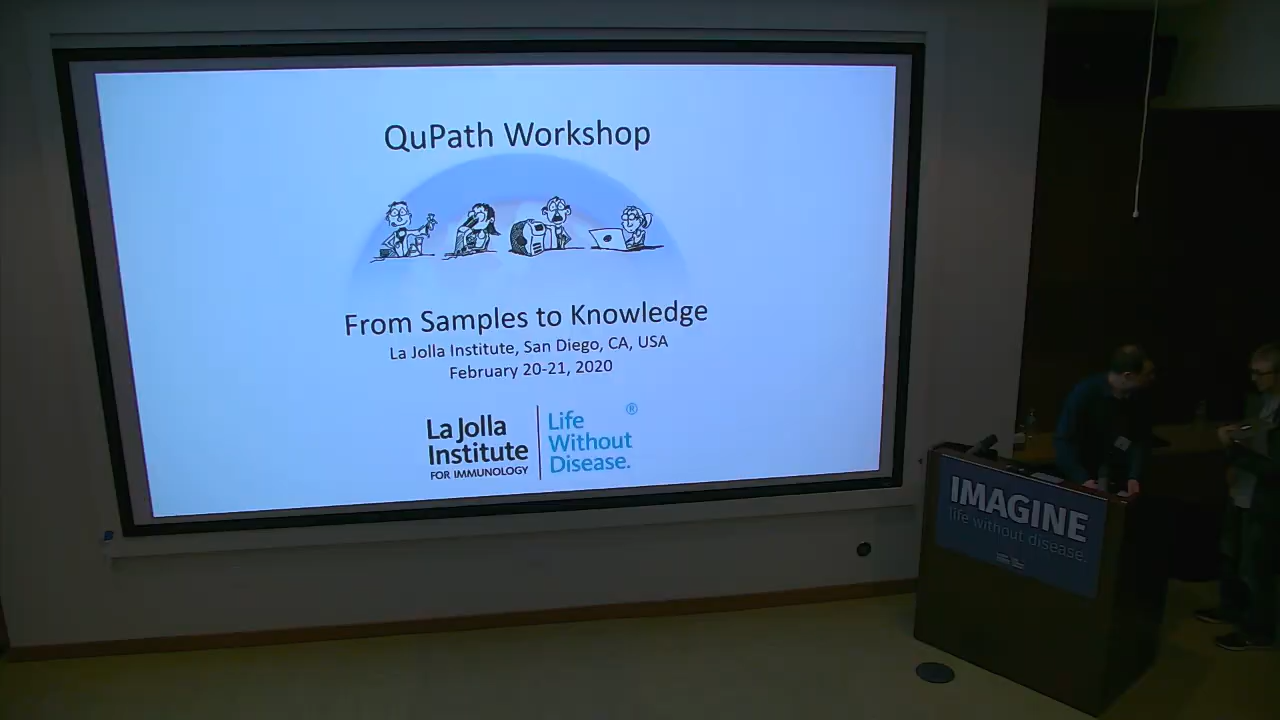 QuPath Workshop
From Samples to Knowledge
La Jolla Institute, San Diego, CA, USA
February 20-21, 2020
La Jolla
Institute
FOR IMMUNOLOGY
Life
Without
Disease.
®
IMAGINE
life without disease.